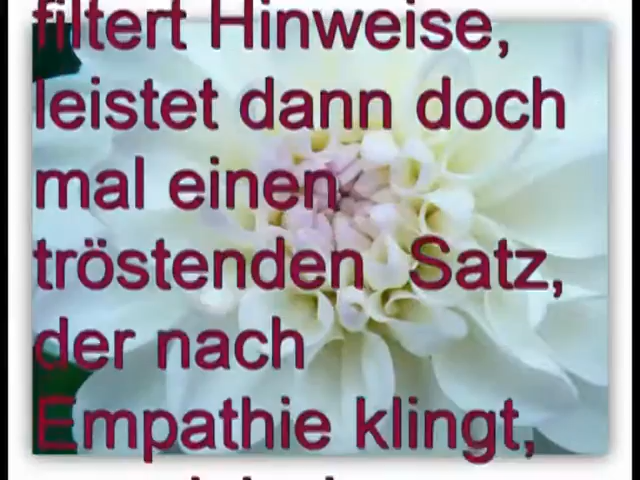 filtert Hinweise,
leistet dann doch
mal einen
tröstenden Satz,
der nach
Empathie klingt,